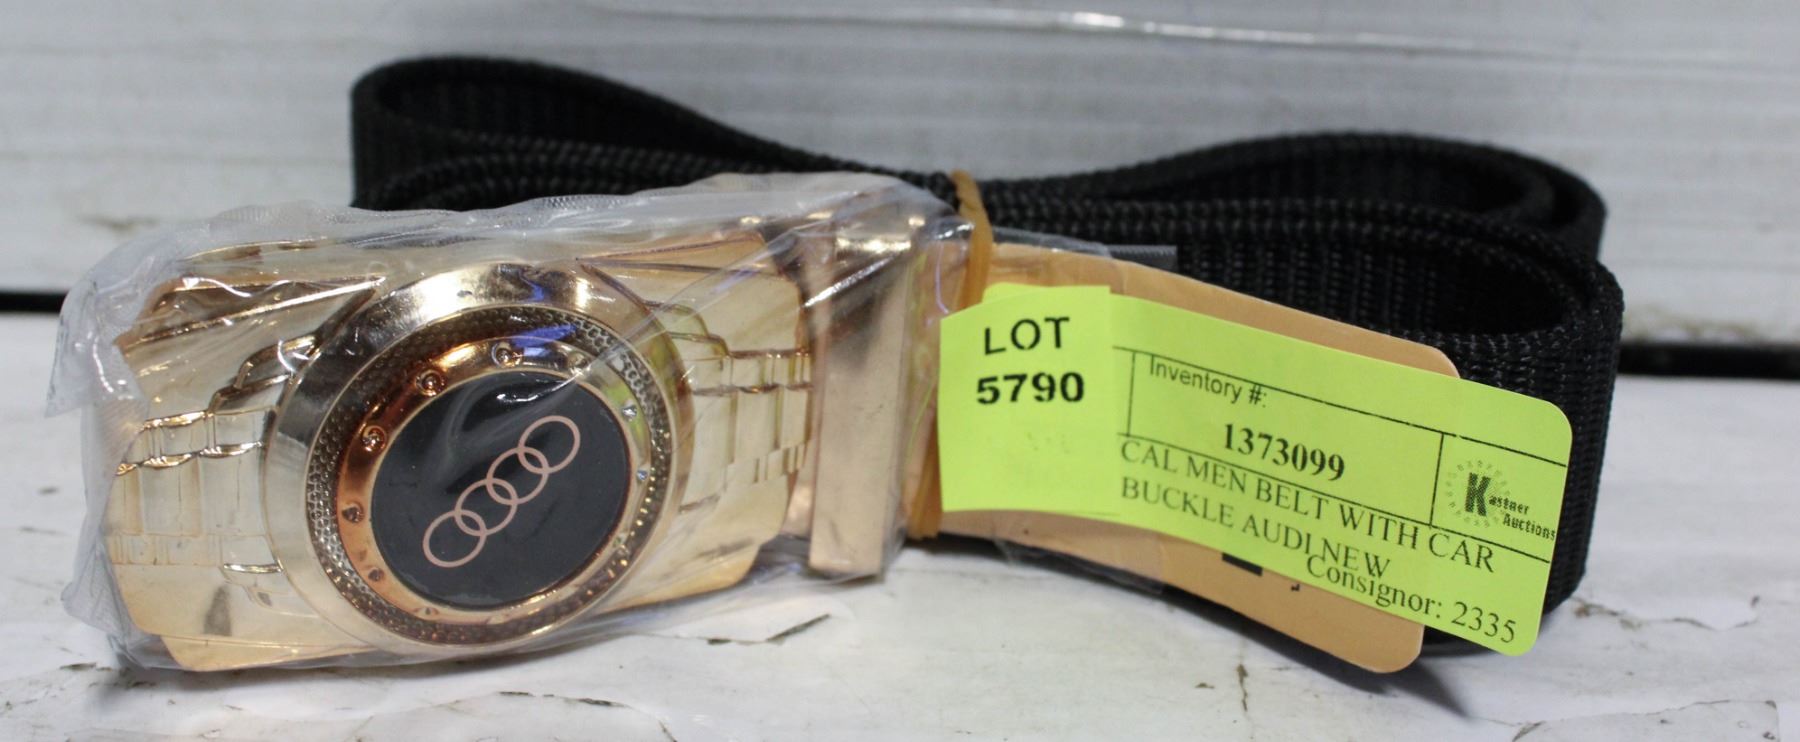 LOT
5790
Inventory #:
1373099
CAL MEN BELT WITH CAR
BUCKLE AUDI NEW
Consignor: 2335
Kastner
Auctions